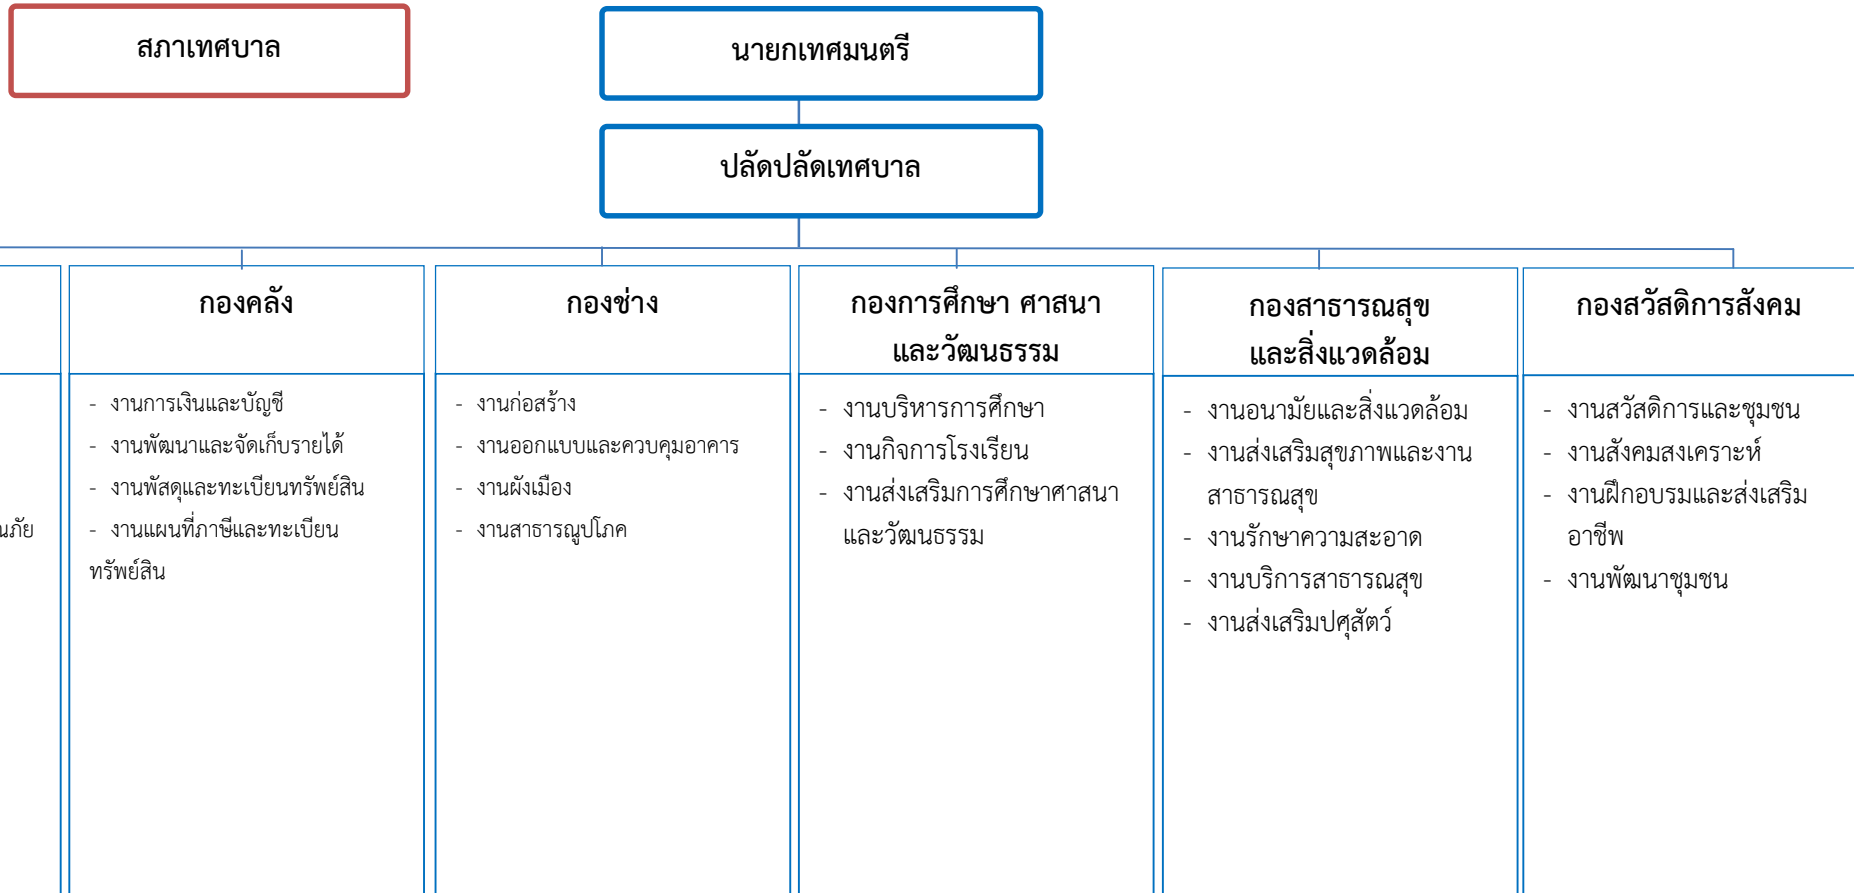 สภาเทศบาล
นายกเทศมนตรี
ปลัดปลัดเทศบาล
กองคลัง
- งานการเงินและบัญชี
- งานพัฒนาและจัดเก็บรายได้
- งานพัสดุและทะเบียนทรัพย์สิน
- งานแผนที่ภาษีและทะเบียน
ทรัพย์สิน
กองช่าง
- งานก่อสร้าง
- งานออกแบบและควบคุมอาคาร
- งานผังเมือง
- งานสาธารณูปโภค
กองการศึกษา ศาสนา
และวัฒนธรรม
- งานบริหารการศึกษา
- งานกิจการโรงเรียน
- งานส่งเสริมการศึกษาศาสนา
และวัฒนธรรม
กองสาธารณสุข
และสิ่งแวดล้อม
- งานอนามัยและสิ่งแวดล้อม
- งานส่งเสริมสุขภาพและงาน
สาธารณสุข
- งานรักษาความสะอาด
- งานบริการสาธารณสุข
- งานส่งเสริมปศุสัตว์
กองสวัสดิการสังคม
- งานสวัสดิการและชุมชน
- งานสังคมสงเคราะห์
- งานฝึกอบรมและส่งเสริม
อาชีพ
- งานพัฒนาชุมชน